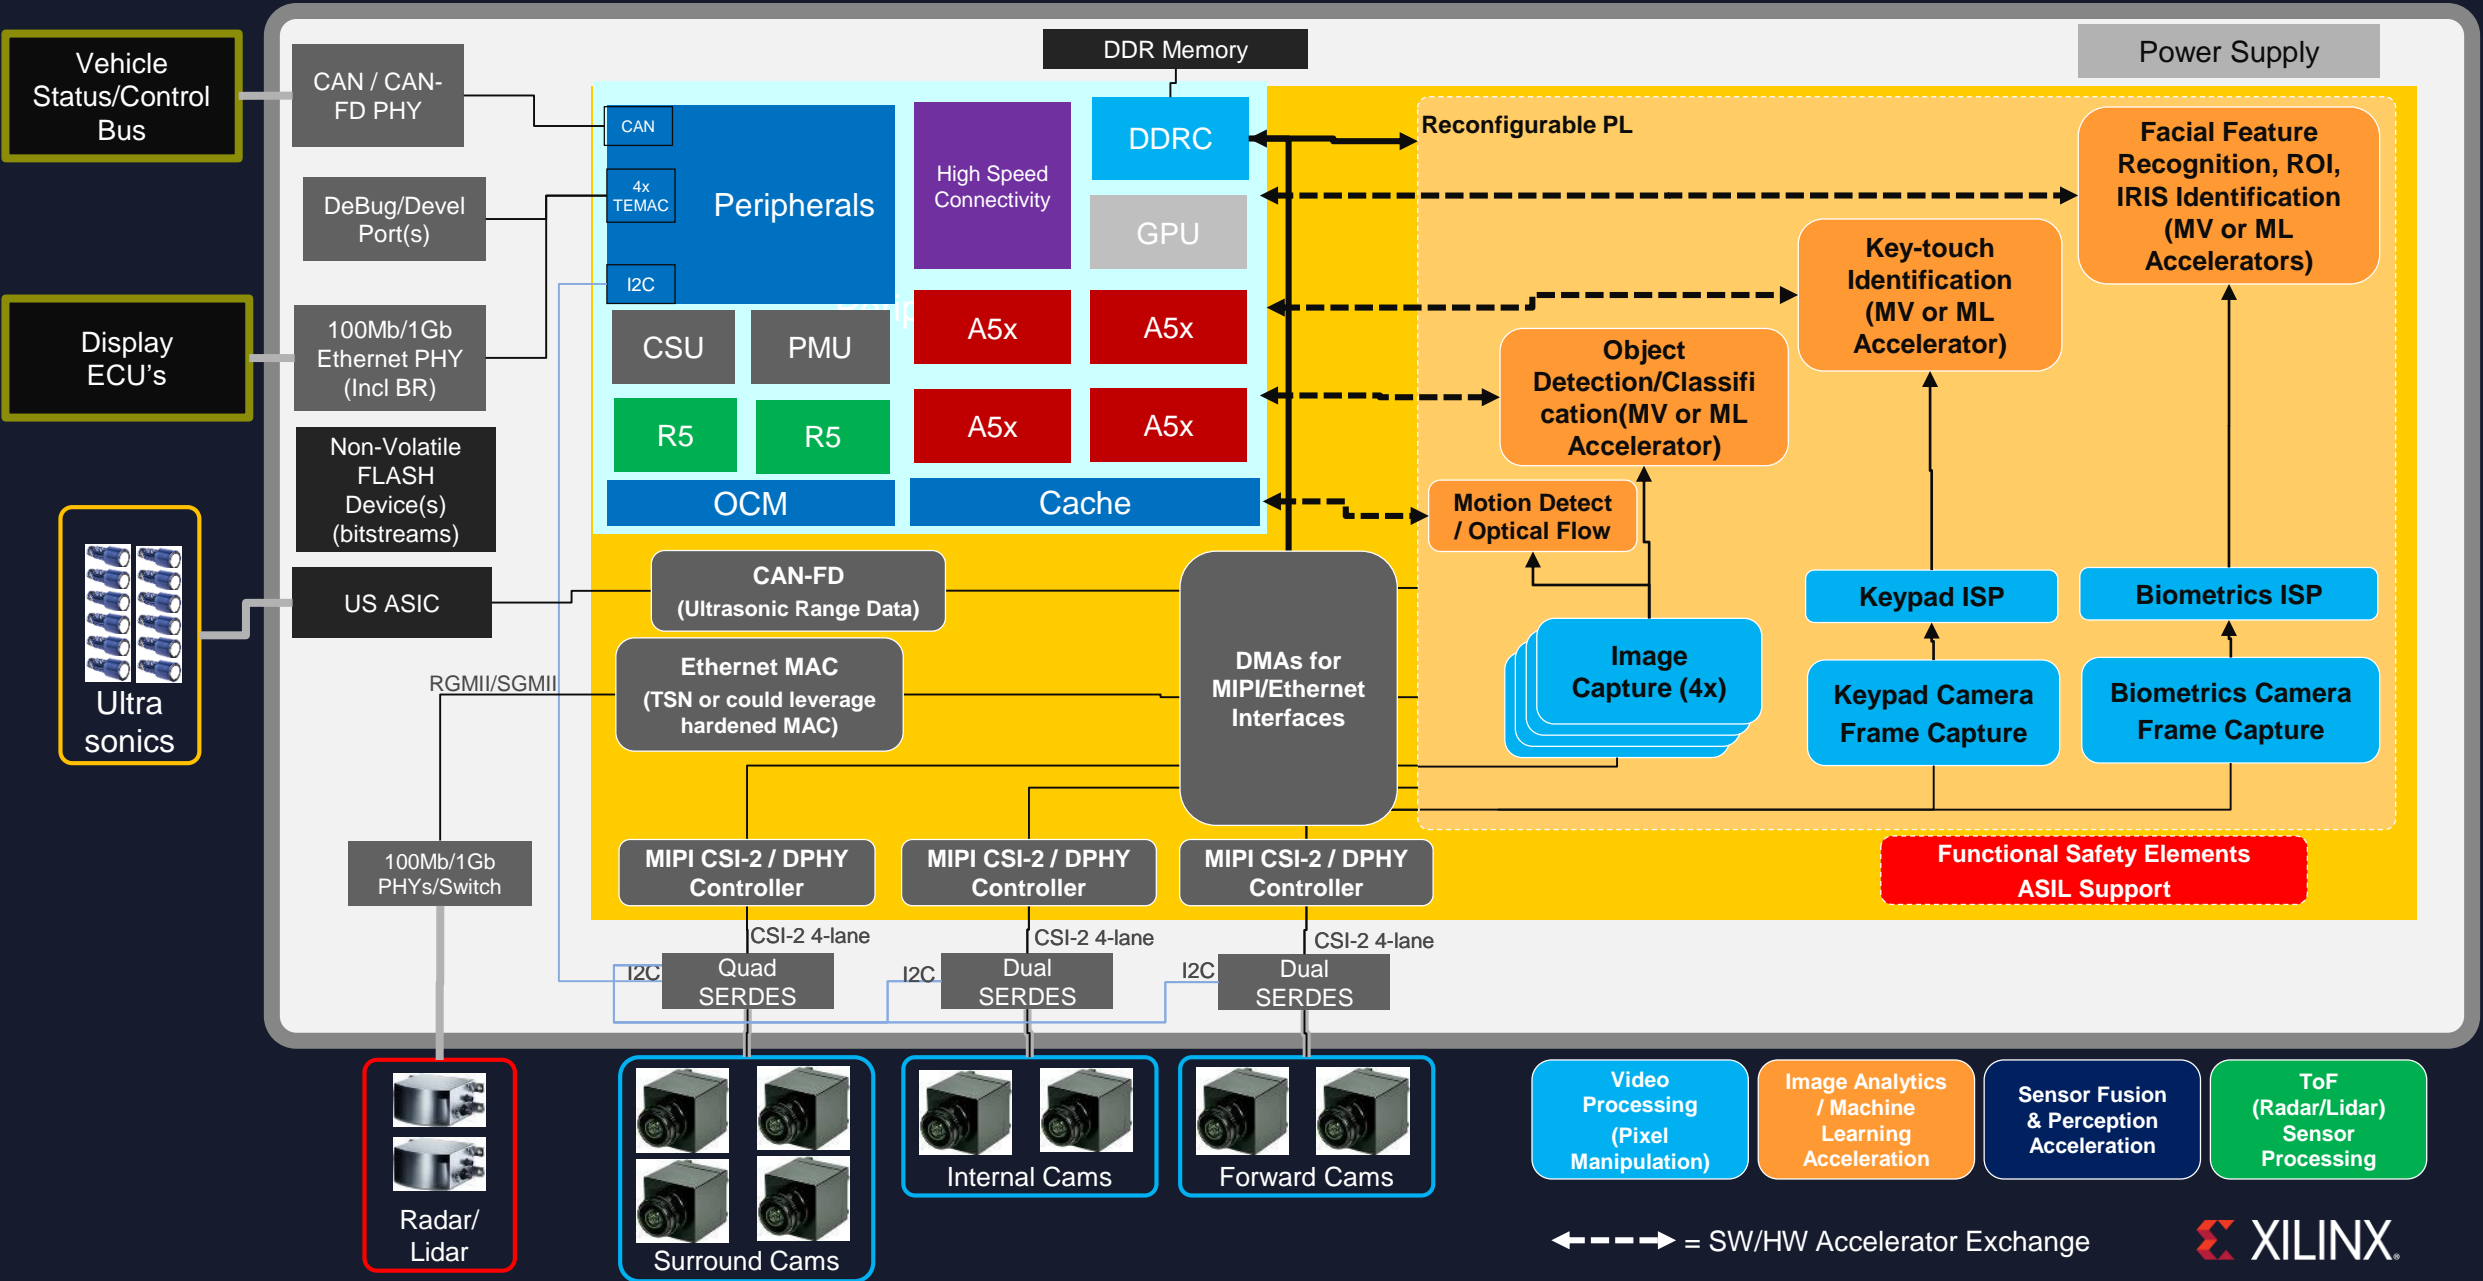 Vehicle
Status/Control
Bus
CAN / CAN-
FD PHY
DDR Memory
Power Supply
CAN
4x
TEMAC
Peripherals
I2C
High Speed
Connectivity
DDRC
GPU
Reconfigurable PL
Facial Feature
Recognition, ROI,
IRIS Identification
(MV or ML
Accelerators)
DeBug/Devel
Port(s)
Key-touch
Identification
(MV or ML
Accelerator)
Display
ECU's
100Mb/1Gb
Ethernet PHY
(Incl BR)
CSU
PMU
A5x
A5x
Object
Detection/Classifi
cation(MV or ML
Accelerator)
R5
R5
A5x
A5x
Non-Volatile
FLASH
Device(s)
(bitstreams)
OCM
Cache
Motion Detect
/ Optical Flow
US ASIC
CAN-FD
(Ultrasonic Range Data)
Keypad ISP
Biometrics ISP
Ultra
sonics
RGMII/SGMII
Ethernet MAC
(TSN or could leverage
hardened MAC)
DMAs for
MIPI/Ethernet
Interfaces
Image
Capture (4x)
Keypad Camera
Frame Capture
Biometrics Camera
Frame Capture
100Mb/1Gb
PHYs/Switch
MIPI CSI-2 / DPHY
Controller
MIPI CSI-2 / DPHY
Controller
MIPI CSI-2 / DPHY
Controller
Functional Safety Elements
ASIL Support
CSI-2 4-lane
CSI-2 4-lane
CSI-2 4-lane
I2C
Quad
SERDES
I2C
Dual
SERDES
I2C
Dual
SERDES
Radar/
Lidar
Surround Cams
Internal Cams
Forward Cams
Video
Processing
(Pixel
Manipulation)
Image Analytics
/ Machine
Learning
Acceleration
Sensor Fusion
& Perception
Acceleration
ToF
(Radar/Lidar)
Sensor
Processing
= SW/HW Accelerator Exchange
XILINX.